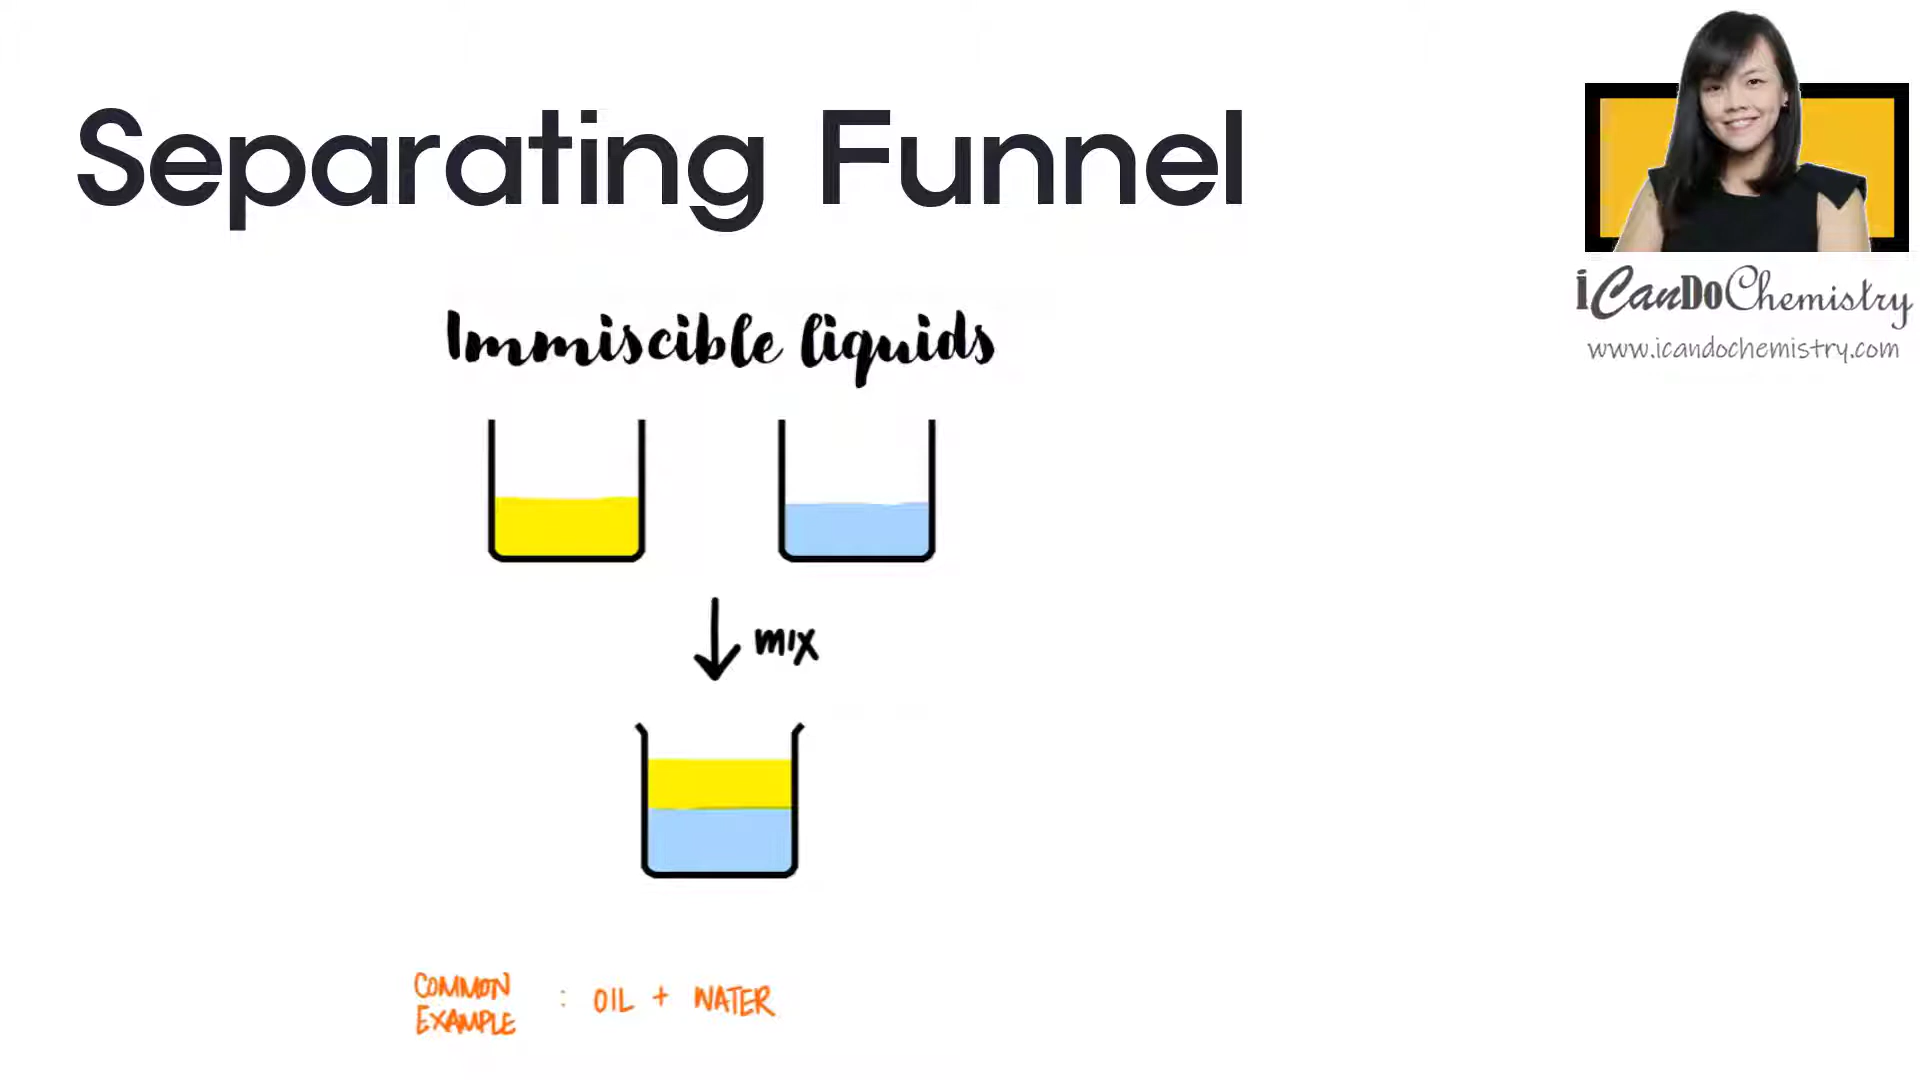 Separating Funnel
iCanDoChemistry
www.icandochemistry.com
Immiscible liquids
mix
COMMON
EXAMPLE : OIL + WATER